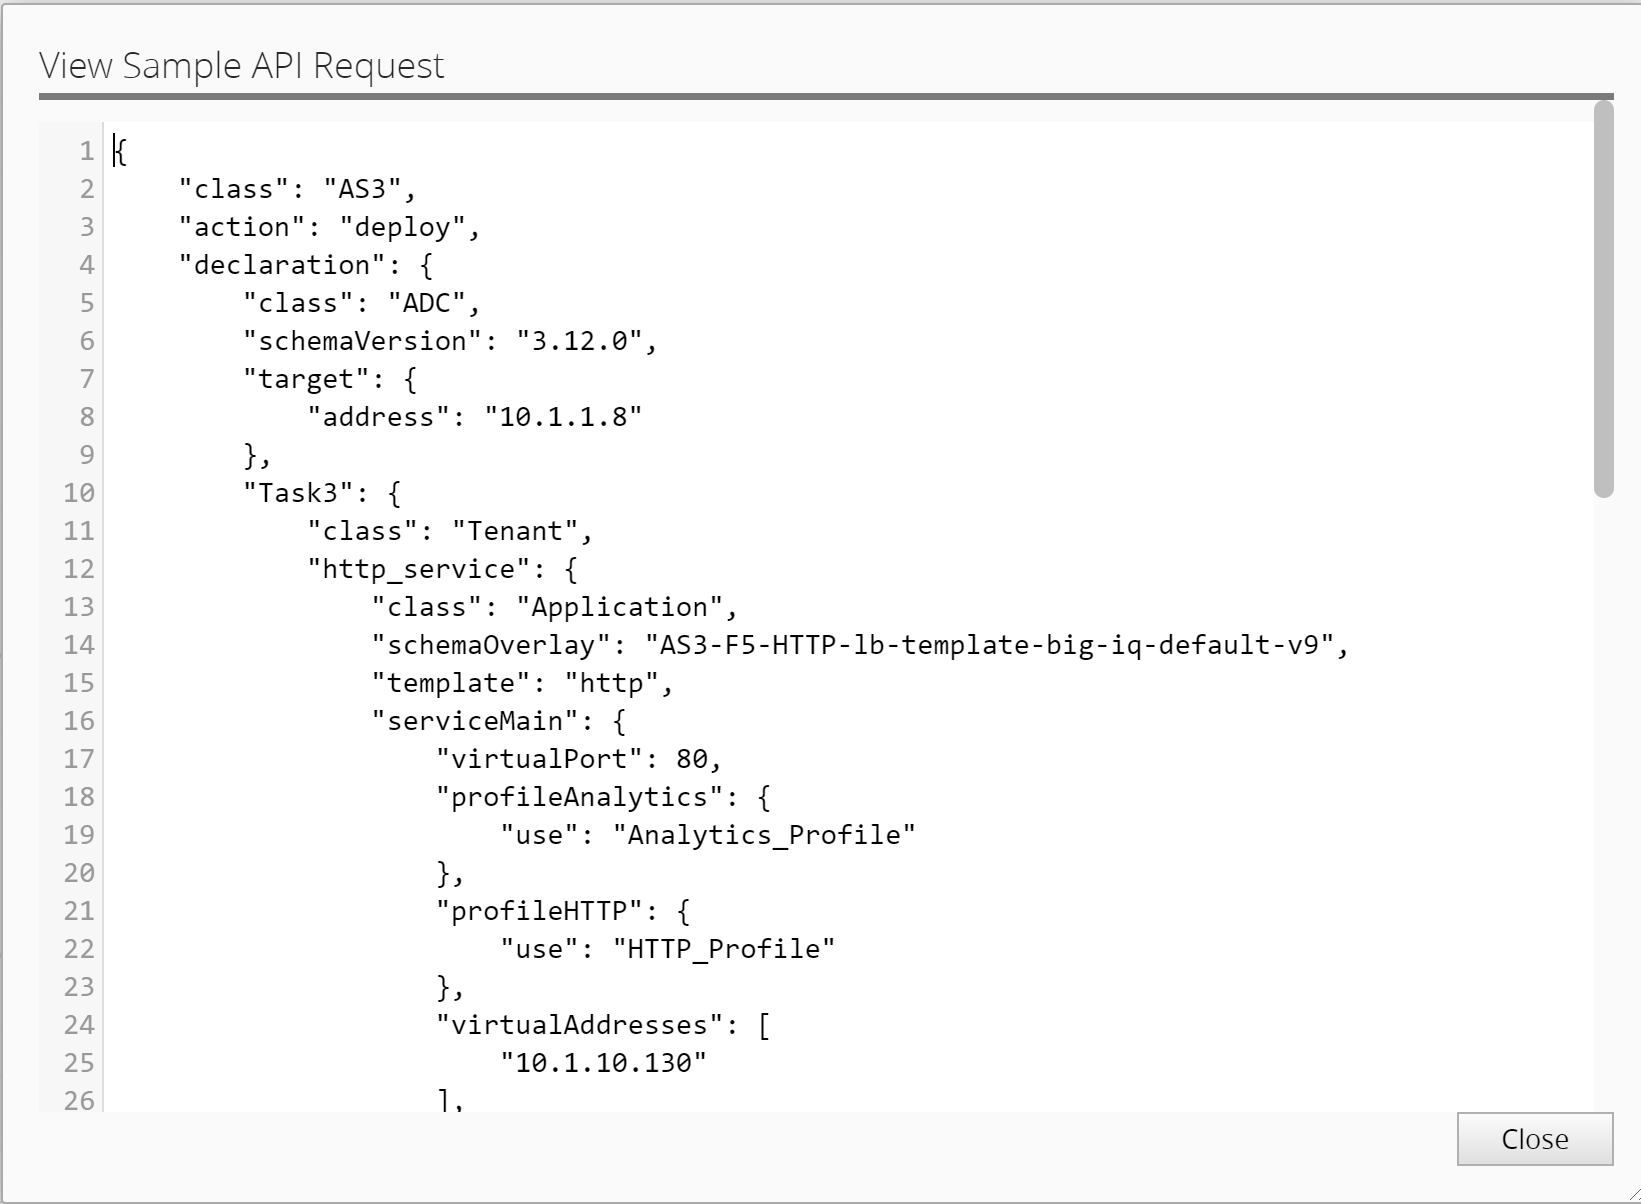 View Sample API Request
1 {
2     "class": "AS3",
3     "action": "deploy",
4     "declaration": {
5         "class": "ADC",
6         "schemaVersion": "3.12.0",
7         "target": {
8             "address": "10.1.1.8"
9         },
10         "Task3": {
11             "class": "Tenant",
12             "http_service": {
13                 "class": "Application",
14                 "schemaOverlay": "AS3-F5-HTTP-lb-template-big-iq-default-v9",
15                 "template": "http",
16                 "serviceMain": {
17                     "virtualPort": 80,
18                     "profileAnalytics": {
19                         "use": "Analytics_Profile"
20                     },
21                     "profileHTTP": {
22                         "use": "HTTP_Profile"
23                     },
24                     "virtualAddresses": [
25                         "10.1.10.130"
26                     ],
Close